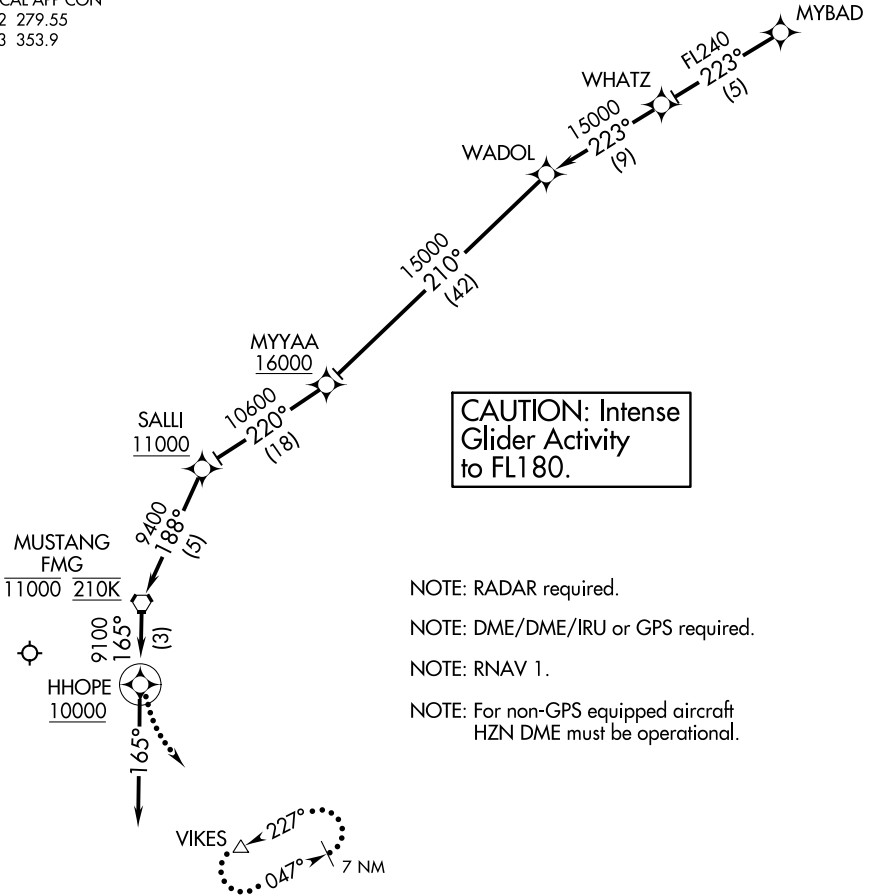 CAL APP CON
2 279.55
3 353.9
MYBAD
FL240
223°
(5)
WHATZ
15000
223°
(9)
WADOL
15000
210°
(42)
MYYAA
16000
10600
220°
(18)
SALLI
11000
9400
188°
(5)
MUSTANG
FMG
11000 210K
9100
165°
(3)
HHOPE
10000
165°
CAUTION: Intense
Glider Activity
to FL180.
NOTE: RADAR required.
NOTE: DME/DME/IRU or GPS required.
NOTE: RNAV 1.
NOTE: For non-GPS equipped aircraft
HZN DME must be operational.
VIKES
227°
047°
7 NM